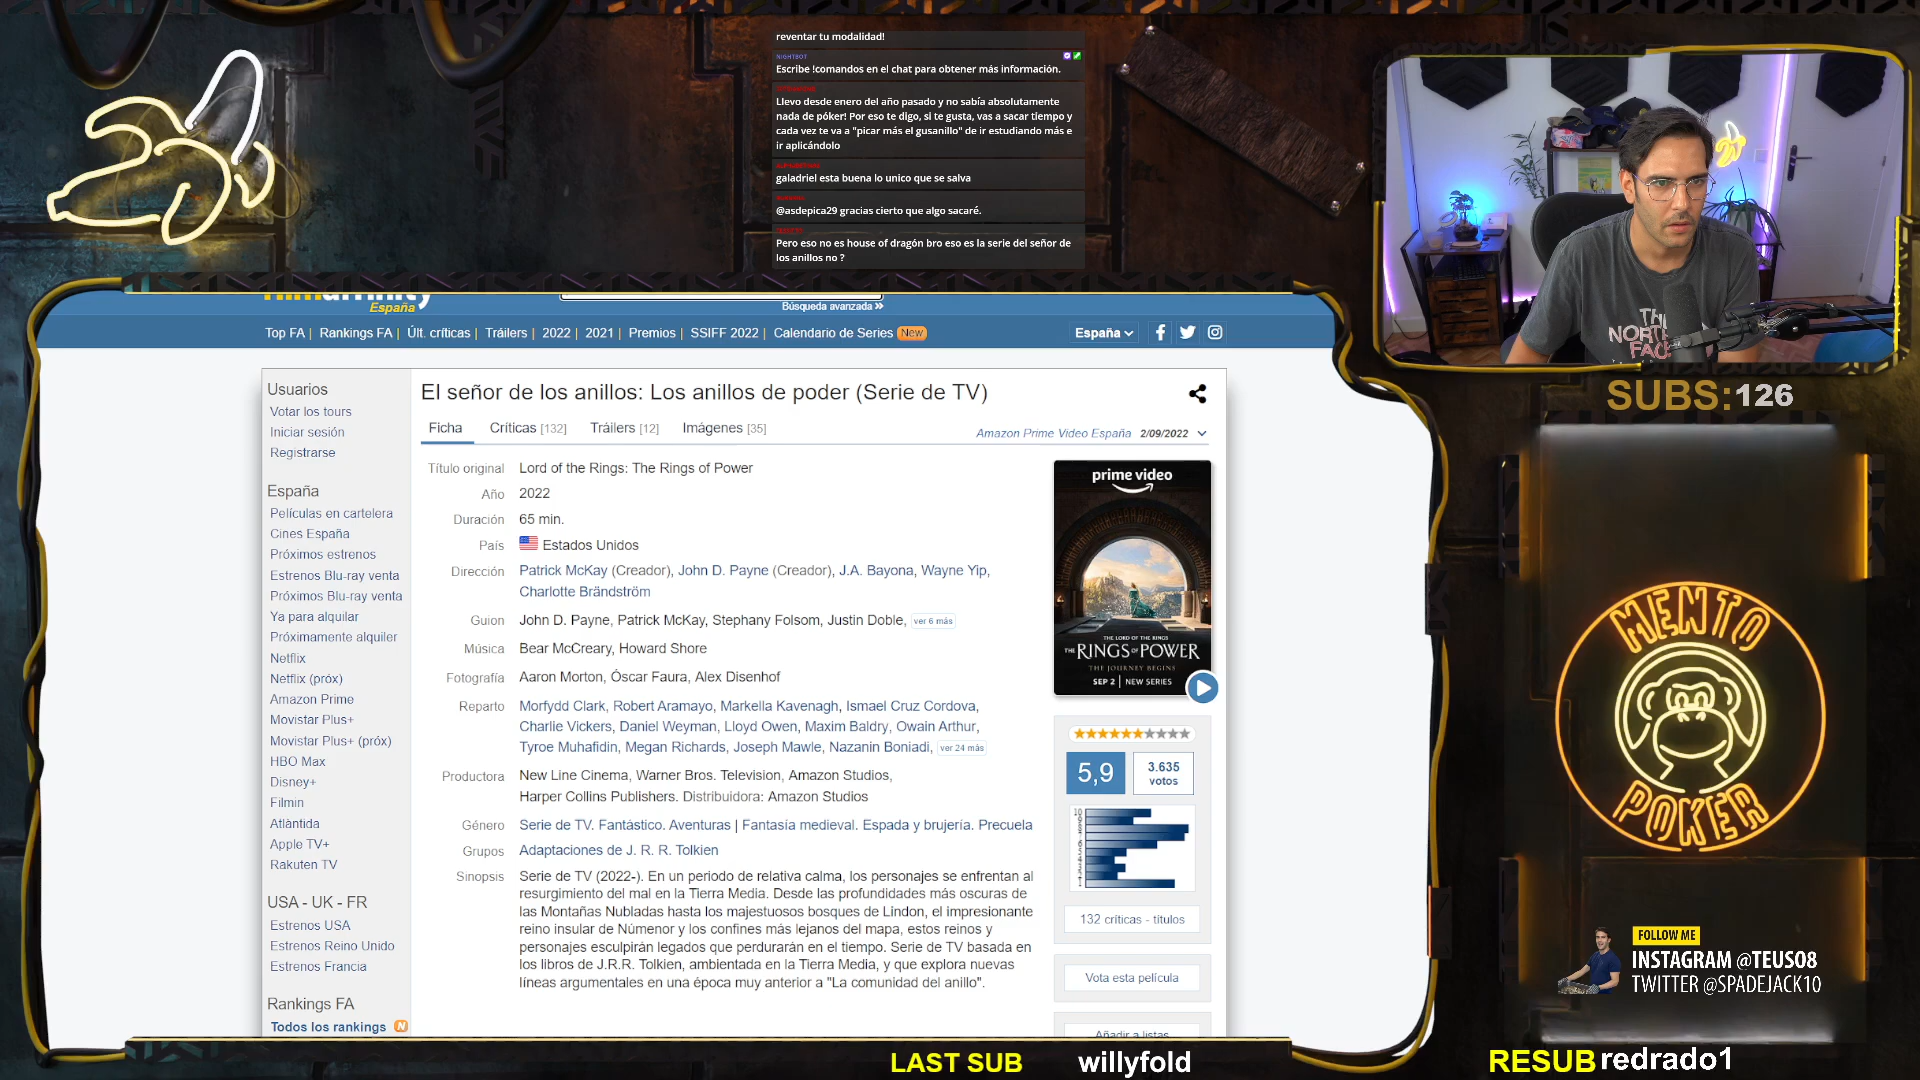 reventar tu modalidad!
NIGHTBOT
Escribe !comandos en el chat para obtener más información.
Llevo desde enero del año pasado y no sabía absolutamente
nada de póker! Por eso te digo, si te gusta, vas a sacar tiempo y
cada vez te va a "picar más el gusanillo" de ir estudiando más e
ir aplicándolo
galadriel esta buena lo unico que se salva
@asdepica29 gracias cierto que algo sacaré.
Pero eso no es house of dragón bro eso es la serie del señor de
los anillos no ?
THE
NORTH
FACE
SUBS:126
filmaffinity
España
Búsqueda avanzada »
Top FA | Rankings FA | Últ. críticas | Tráilers | 2022 | 2021 | Premios | SSIFF 2022 | Calendario de Series New
España
Usuarios
Votar los tours
Iniciar sesión
Registrarse
España
Películas en cartelera
Cines España
Próximos estrenos
Estrenos Blu-ray venta
Próximos Blu-ray venta
Ya para alquilar
Próximamente alquiler
Netflix
Netflix (próx)
Amazon Prime
Movistar Plus+
Movistar Plus+ (próx)
HBO Max
Disney+
Filmin
Atlàntida
Apple TV+
Rakuten TV
USA - UK - FR
Estrenos USA
Estrenos Reino Unido
Estrenos Francia
Rankings FA
Todos los rankings N
El señor de los anillos: Los anillos de poder (Serie de TV)
Ficha Críticas [132] Tráilers [12] Imágenes [35]
Amazon Prime Video España 2/09/2022
Título original Lord of the Rings: The Rings of Power
Año 2022
Duración 65 min.
País Estados Unidos
Dirección Patrick McKay (Creador), John D. Payne (Creador), J.A. Bayona, Wayne Yip,
Charlotte Brändström
Guion John D. Payne, Patrick McKay, Stephany Folsom, Justin Doble, ver 6 más
Música Bear McCreary, Howard Shore
Fotografía Aaron Morton, Óscar Faura, Alex Disenhof
Reparto Morfydd Clark, Robert Aramayo, Markella Kavenagh, Ismael Cruz Cordova,
Charlie Vickers, Daniel Weyman, Lloyd Owen, Maxim Baldry, Owain Arthur,
Tyroe Muhafidin, Megan Richards, Joseph Mawle, Nazanin Boniadi, ver 24 más
Productora New Line Cinema, Warner Bros. Television, Amazon Studios,
Harper Collins Publishers. Distribuidora: Amazon Studios
Género Serie de TV. Fantástico. Aventuras | Fantasía medieval. Espada y brujería. Precuela
Grupos Adaptaciones de J. R. R. Tolkien
Sinopsis Serie de TV (2022-). En un periodo de relativa calma, los personajes se enfrentan al
resurgimiento del mal en la Tierra Media. Desde las profundidades más oscuras de
las Montañas Nubladas hasta los majestuosos bosques de Lindon, el impresionante
reino insular de Númenor y los confines más lejanos del mapa, estos reinos y
personajes esculpirán legados que perdurarán en el tiempo. Serie de TV basada en
los libros de J.R.R. Tolkien, ambientada en la Tierra Media, y que explora nuevas
líneas argumentales en una época muy anterior a "La comunidad del anillo".
prime video
THE LORD OF THE RINGS
THE RINGS OF POWER
THE JOURNEY BEGINS
SEP 2 | NEW SERIES
5,9
3.635
votos
132 críticas - títulos
Vota esta película
Añadir a listas
MENTO
POKER
FOLLOW ME
INSTAGRAM @TEUSO8
TWITTER @SPADEJACK10
LAST SUB willyfold
RESUB redrado1